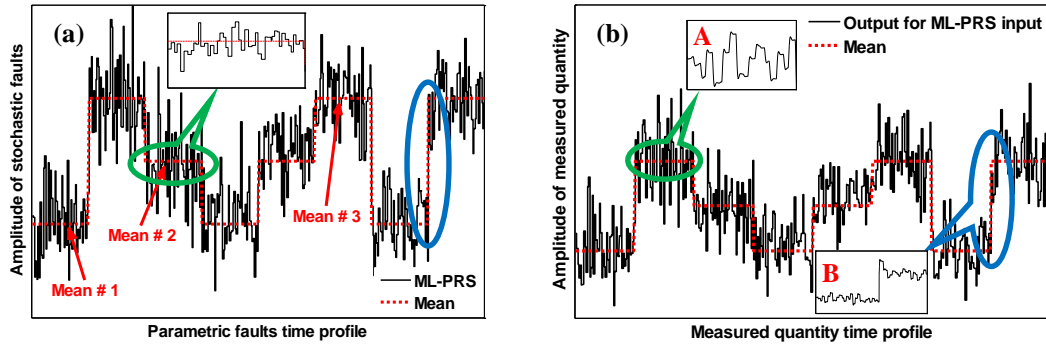 (a)
Amplitude of stochastic faults
Mean # 1
Mean # 2
Mean # 3
ML-PRS
Mean
Parametric faults time profile
(b)
Amplitude of measured quantity
A
Output for ML-PRS input
Mean
B
Measured quantity time profile